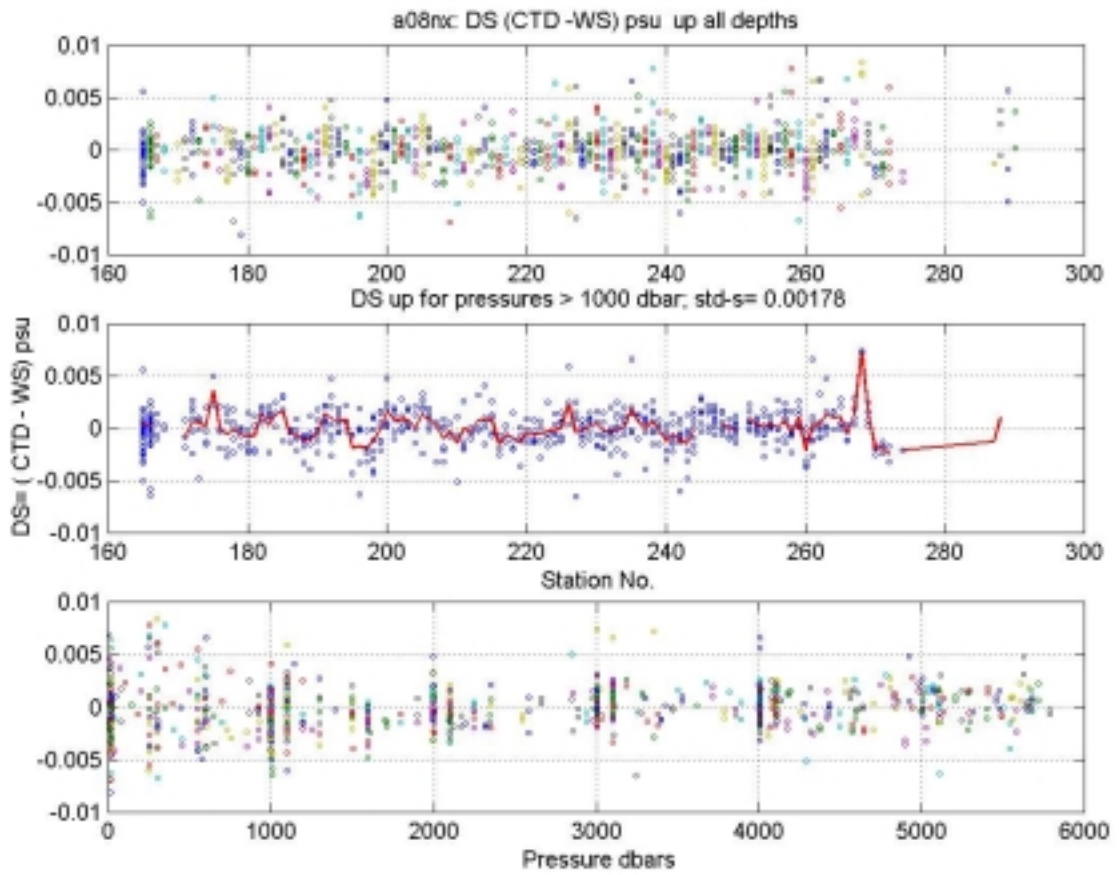 a08nx: DS (CTD -WS) psu up all depths
0.01
0.005
0
-0.005
-0.01
160 180 200 220 240 260 280 300
DS up for pressures > 1000 dbar; std-s= 0.00178
0.01
0.005
0
-0.005
-0.01
DS= ( CTD - WS) psu
160 180 200 220 240 260 280 300
Station No.
0.01
0.005
0
-0.005
-0.01
0 1000 2000 3000 4000 5000 6000
Pressure dbars